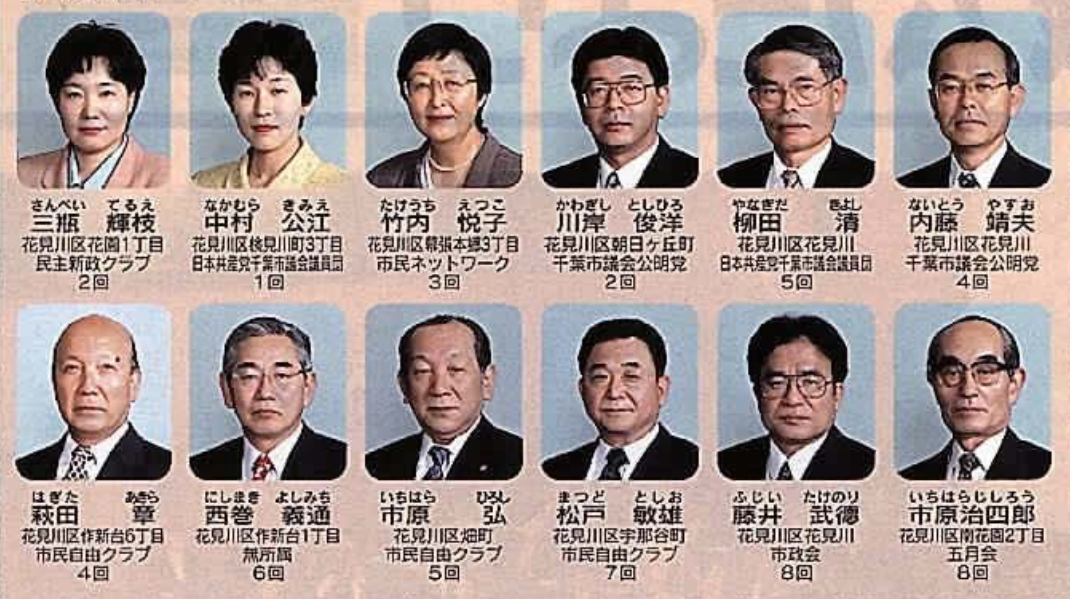 さんぺい てるえ
三瓶 輝枝
花見川区花園1丁目
民主新政クラブ
2回
なかむら きみえ
中村 公江
花見川区検見川町3丁目
日本共産党千葉市議会議員団
1回
たけうち えつこ
竹内 悦子
花見川区幕張本郷3丁目
市民ネットワーク
3回
かわぎし としひろ
川岸 俊洋
花見川区朝日ヶ丘町
千葉市議会公明党
2回
やなぎだ きよし
柳田 清
花見川区花見川
日本共産党千葉市議会議員団
5回
ないとう やすお
内藤 靖夫
花見川区花見川
千葉市議会公明党
4回
はぎた あきら
萩田 章
花見川区作新台6丁目
市民自由クラブ
4回
にしまき よしみち
西巻 義通
花見川区作新台1丁目
無所属
6回
いちはら ひろし
市原 弘
花見川区畑町
市民自由クラブ
5回
まつど としお
松戸 敏雄
花見川区宇那谷町
市民自由クラブ
7回
ふじい たけのり
藤井 武德
花見川区花見川
市政会
8回
いちはらじしろう
市原治四郎
花見川区南花園2丁目
五月会
8回